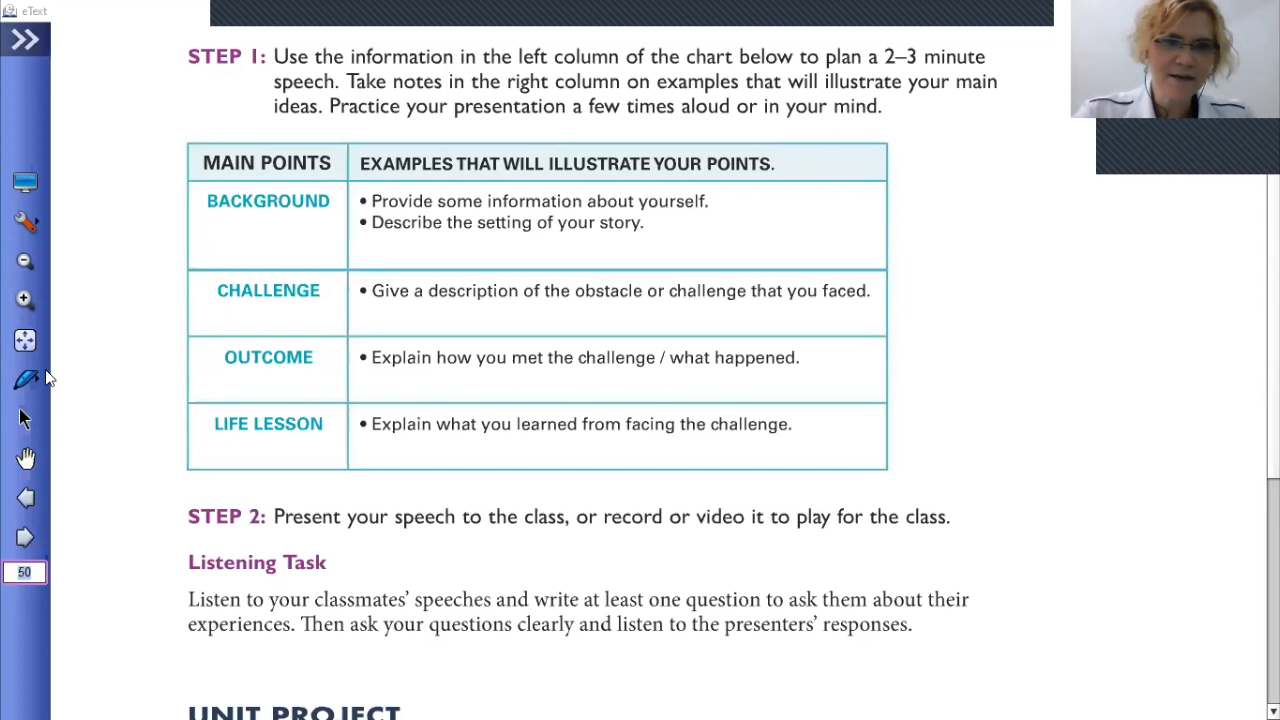 eText
STEP 1: Use the information in the left column of the chart below to plan a 2–3 minute
speech. Take notes in the right column on examples that will illustrate your main
ideas. Practice your presentation a few times aloud or in your mind.
MAIN POINTS EXAMPLES THAT WILL ILLUSTRATE YOUR POINTS.
BACKGROUND • Provide some information about yourself.
• Describe the setting of your story.
CHALLENGE • Give a description of the obstacle or challenge that you faced.
OUTCOME • Explain how you met the challenge / what happened.
LIFE LESSON • Explain what you learned from facing the challenge.
STEP 2: Present your speech to the class, or record or video it to play for the class.
50
Listening Task
Listen to your classmates’ speeches and write at least one question to ask them about their
experiences. Then ask your questions clearly and listen to the presenters’ responses.
UNIT PROJECT